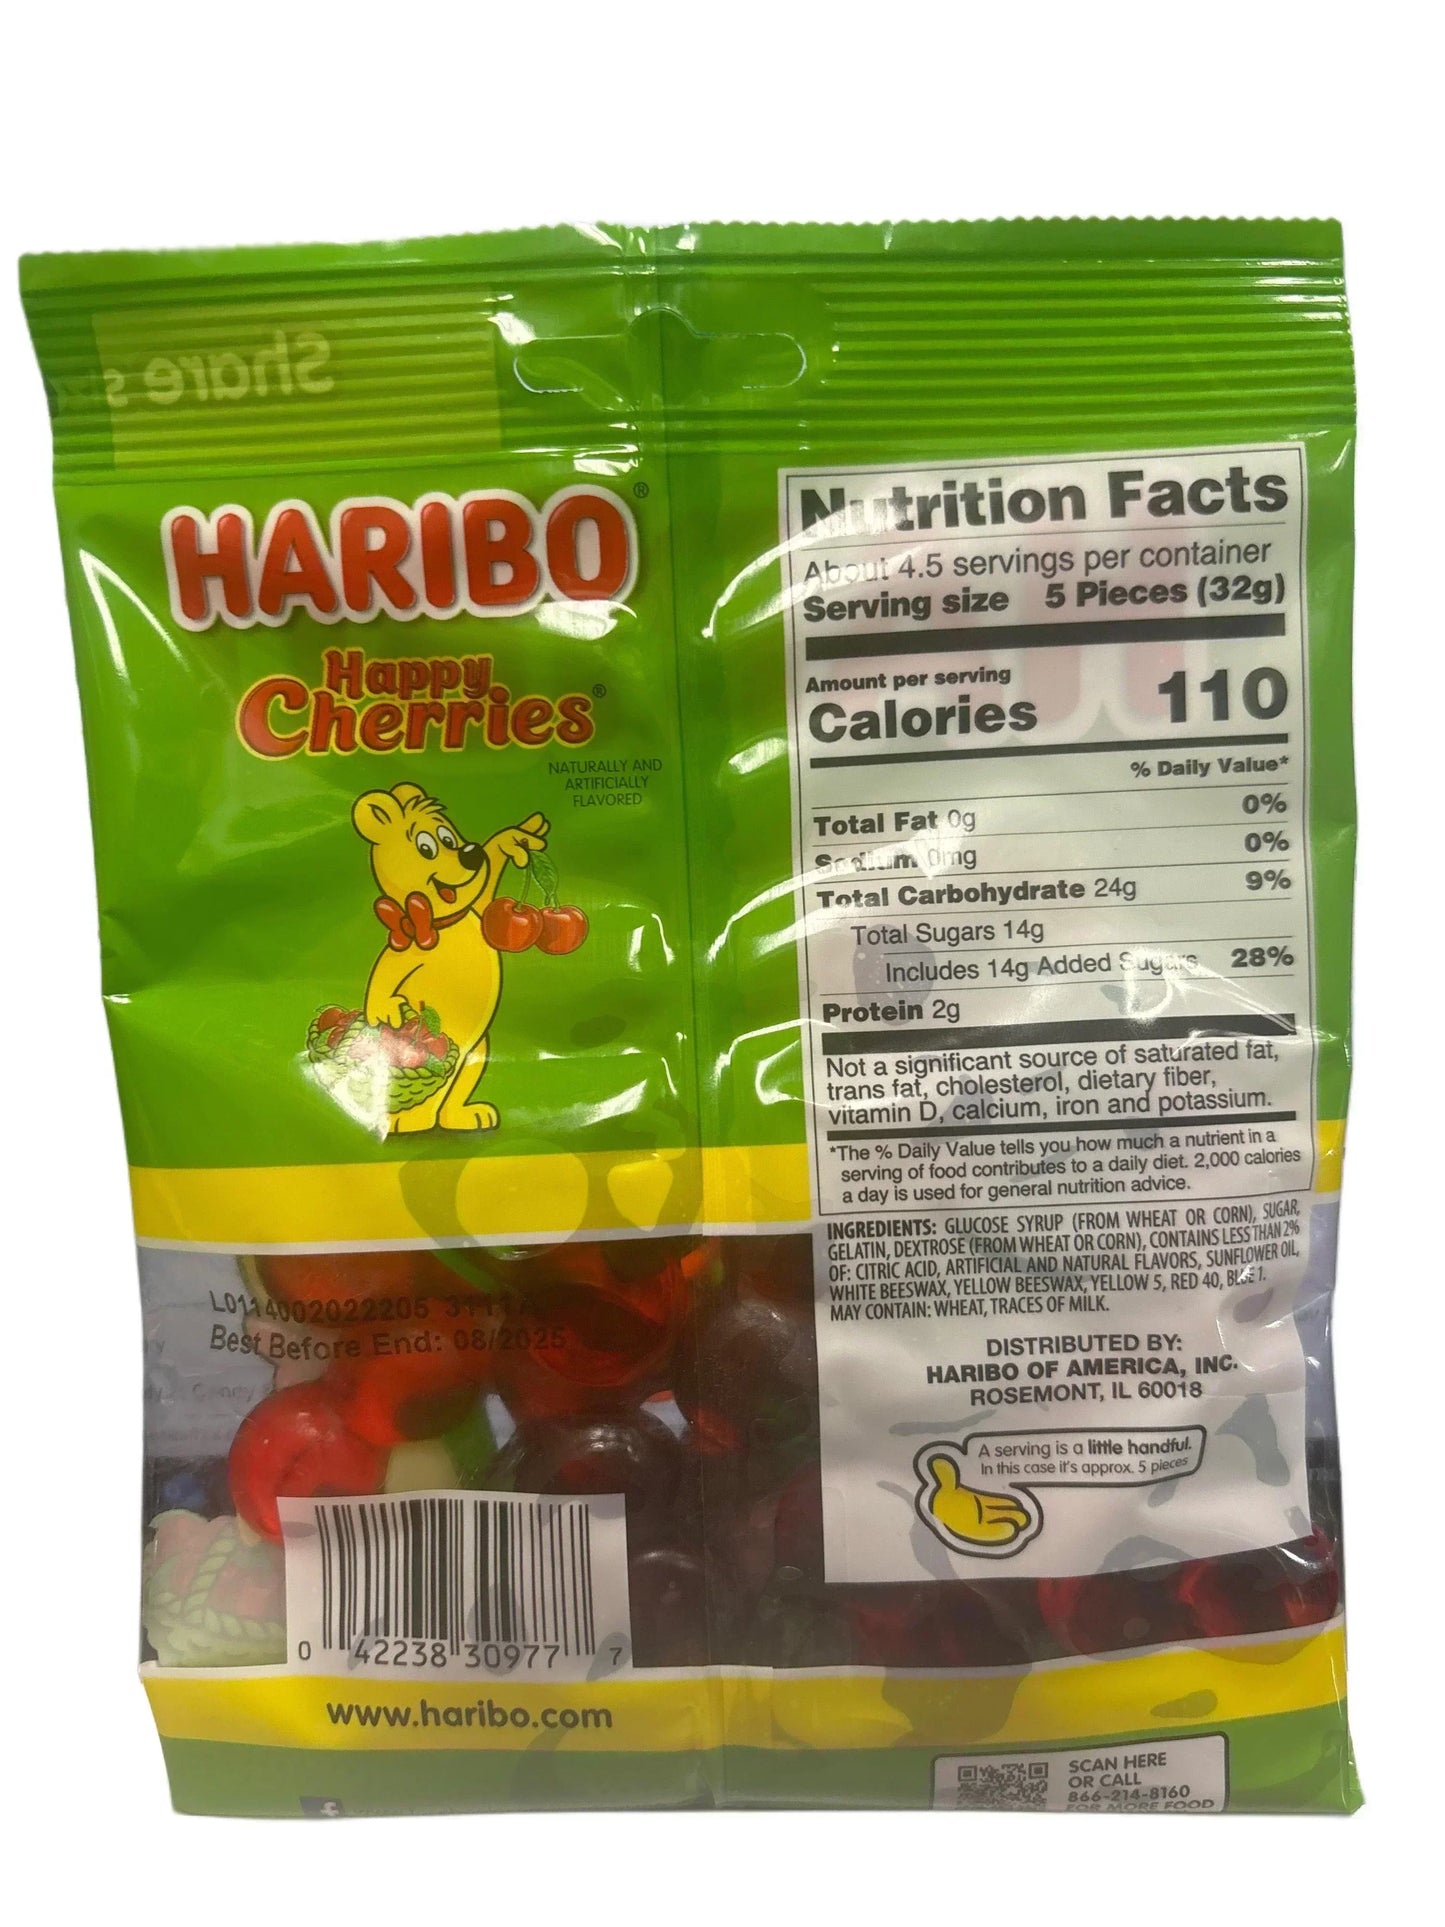 Share s
HARIBO®
Happy
Cherries®
NATURALLY AND
ARTIFICIALLY
FLAVORED
Nutrition Facts
About 4.5 servings per container
Serving size 5 Pieces (32g)
Amount per serving
Calories 110
% Daily Value*
Total Fat 0g 0%
Sodium 0mg 0%
Total Carbohydrate 24g 9%
Total Sugars 14g
Includes 14g Added Sugars 28%
Protein 2g
Not a significant source of saturated fat,
trans fat, cholesterol, dietary fiber,
vitamin D, calcium, iron and potassium.
*The % Daily Value tells you how much a nutrient in a
serving of food contributes to a daily diet. 2,000 calories
a day is used for general nutrition advice.
INGREDIENTS: GLUCOSE SYRUP (FROM WHEAT OR CORN), SUGAR,
GELATIN, DEXTROSE (FROM WHEAT OR CORN), CONTAINS LESS THAN 2%
OF: CITRIC ACID, ARTIFICIAL AND NATURAL FLAVORS, SUNFLOWER OIL,
WHITE BEESWAX, YELLOW BEESWAX, YELLOW 5, RED 40, BLUE 1.
MAY CONTAIN: WHEAT, TRACES OF MILK.
DISTRIBUTED BY:
HARIBO OF AMERICA, INC.
ROSEMONT, IL 60018
A serving is a little handful.
In this case it's approx. 5 pieces
L0114002022205
Best Before End: 08/2025
0 42238 30977 7
www.haribo.com
SCAN HERE
OR CALL
866-214-8160
FOR MORE FOOD